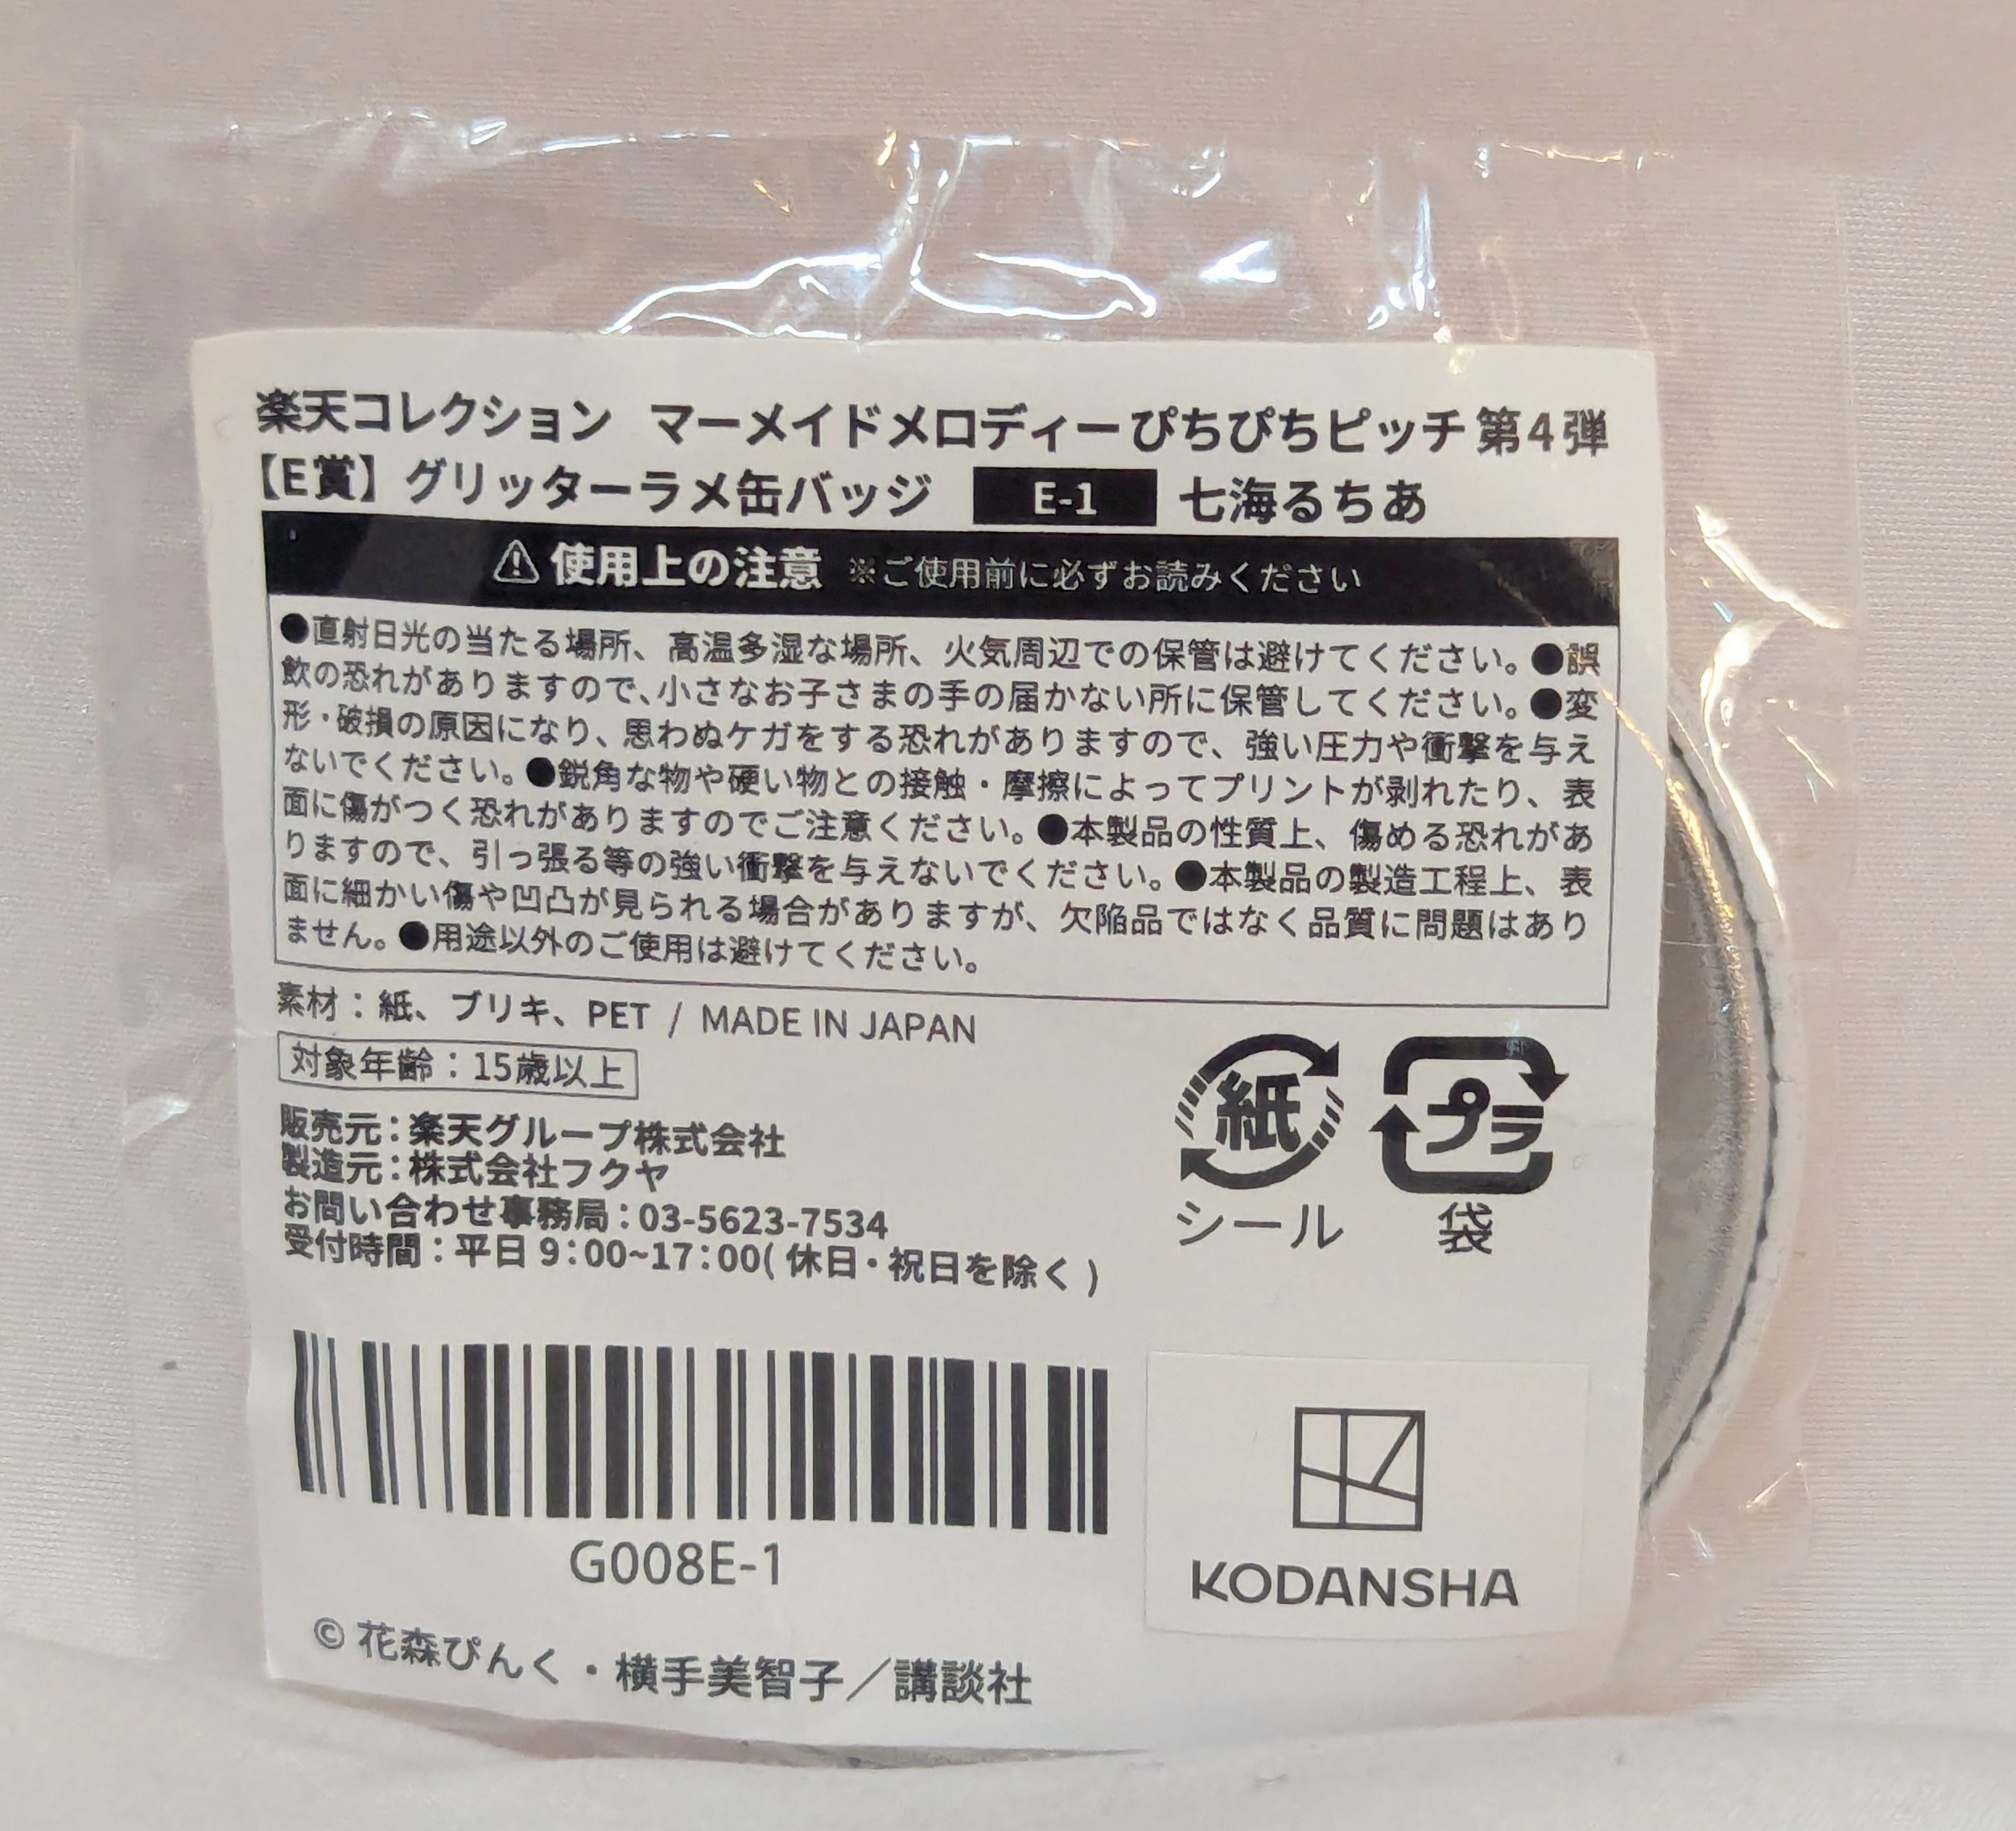 楽天コレクション マーメイドメロディーぴちぴちピッチ 第4弾
【E賞】グリッターラメ缶バッジ E-1 七海るちあ
⚠使用上の注意 ※ご使用前に必ずお読みください
●直射日光の当たる場所、高温多湿な場所、火気周辺での保管は避けてください。●誤
飲の恐れがありますので、小さなお子さまの手の届かない所に保管してください。●変
形・破損の原因になり、思わぬケガをする恐れがありますので、強い圧力や衝撃を与え
ないでください。●鋭角な物や硬い物との接触・摩擦によってプリントが剥れたり、表
面に傷がつく恐れがありますのでご注意ください。●本製品の性質上、傷める恐れがあ
りますので、引っ張る等の強い衝撃を与えないでください。●本製品の製造工程上、表
面に細かい傷や凹凸が見られる場合がありますが、欠陥品ではなく品質に問題はあり
ません。●用途以外のご使用は避けてください。
素材：紙、ブリキ、PET / MADE IN JAPAN
対象年齢：15歳以上
販売元：楽天グループ株式会社
製造元：株式会社フクヤ
お問い合わせ事務局：03-5623-7534
受付時間：平日 9：00~17：00( 休日・祝日を除く )
紙 プラ
シール 袋
G008E-1
KODANSHA
© 花森ぴんく・横手美智子／講談社